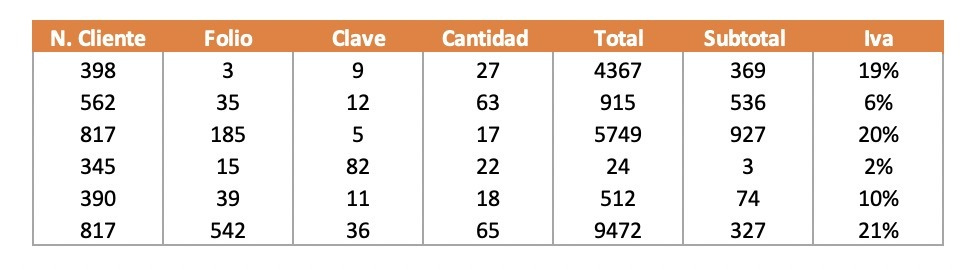 N. Cliente Folio Clave Cantidad Total Subtotal Iva
398 3 9 27 4367 369 19%
562 35 12 63 915 536 6%
817 185 5 17 5749 927 20%
345 15 82 22 24 3 2%
390 39 11 18 512 74 10%
817 542 36 65 9472 327 21%